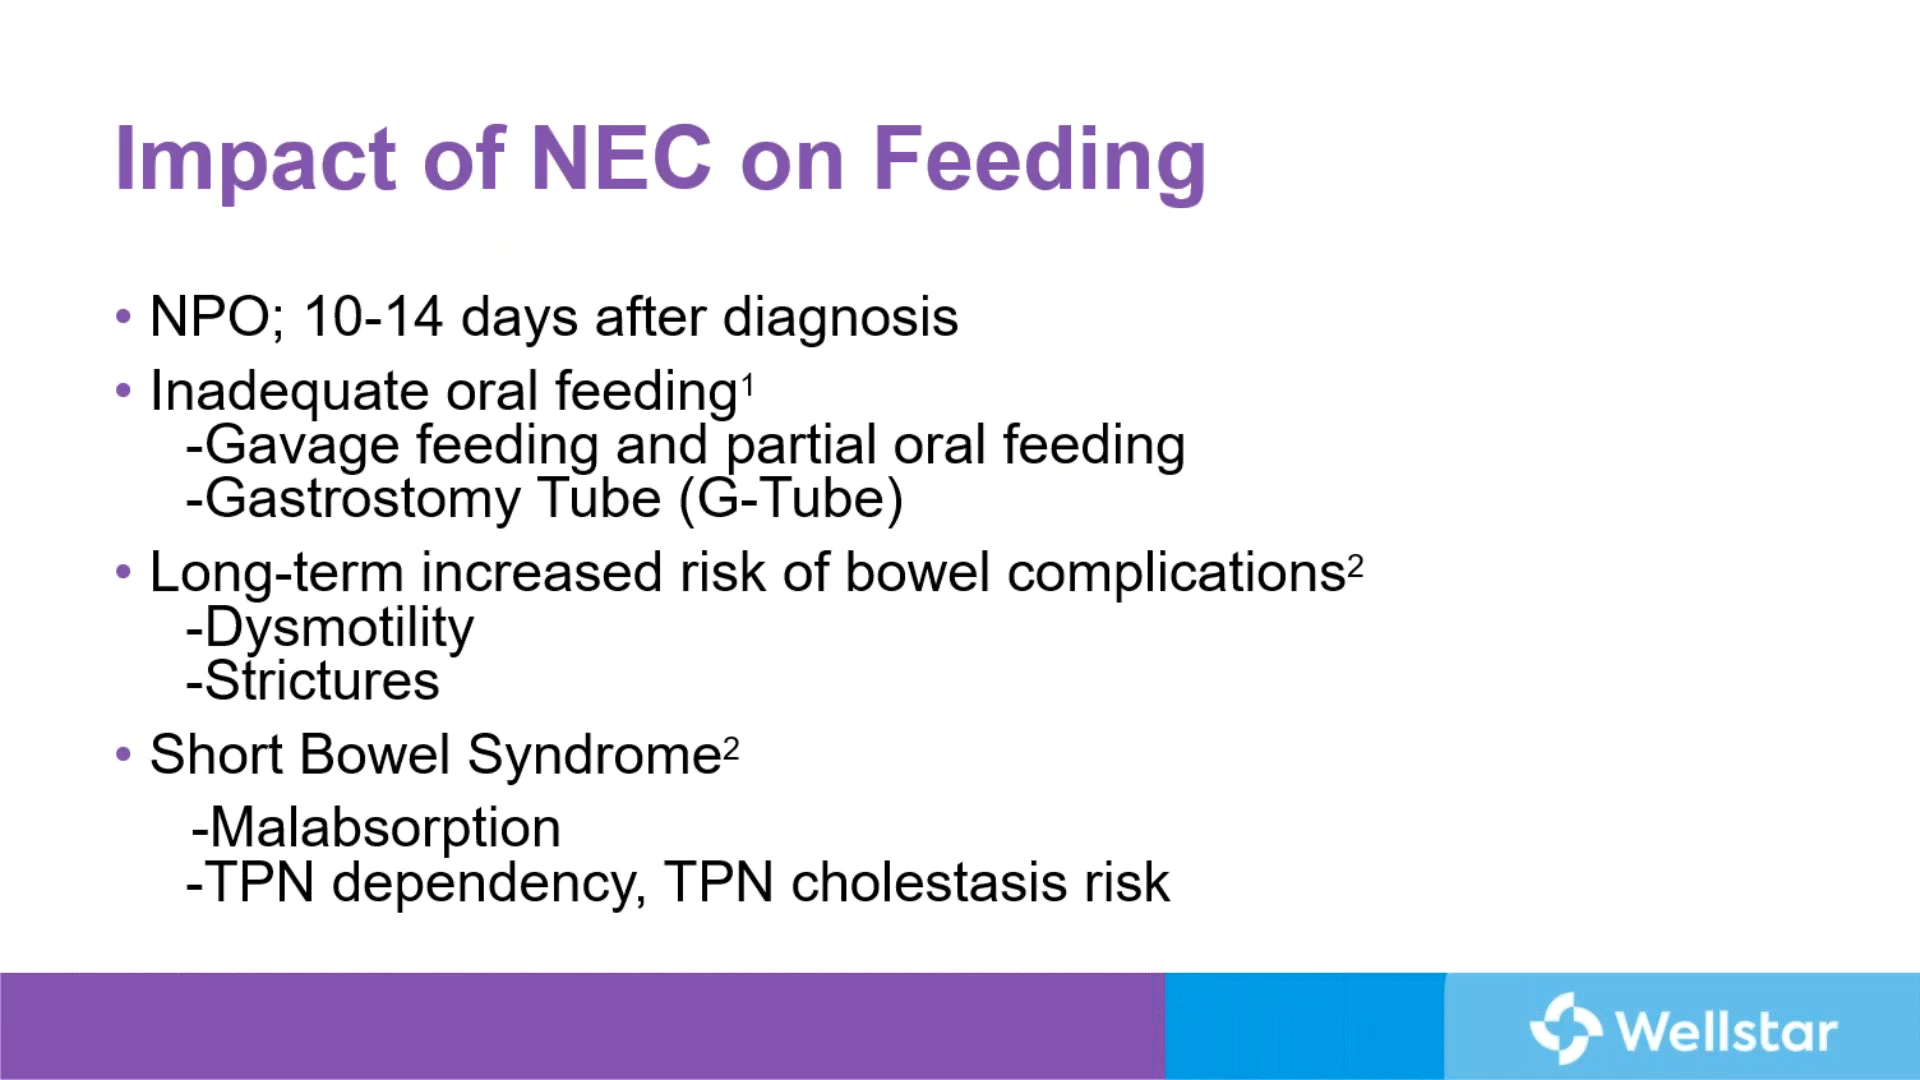 Impact of NEC on Feeding
• NPO; 10-14 days after diagnosis
• Inadequate oral feeding¹
-Gavage feeding and partial oral feeding
-Gastrostomy Tube (G-Tube)
• Long-term increased risk of bowel complications²
-Dysmotility
-Strictures
• Short Bowel Syndrome²
-Malabsorption
-TPN dependency, TPN cholestasis risk
Wellstar